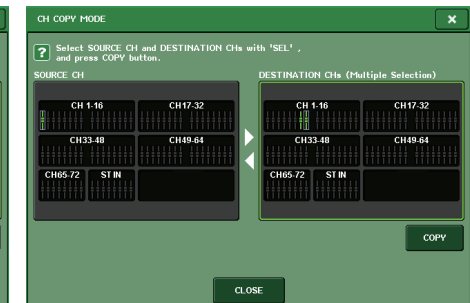 CH COPY MODE
Select SOURCE CH and DESTINATION CHs with 'SEL' ,
and press COPY button.
SOURCE CH
DESTINATION CHs (Multiple Selection)
CH 1-16
CH17-32
CH33-48
CH49-64
CH65-72
ST IN
CH 1-16
CH17-32
CH33-48
CH49-64
CH65-72
ST IN
COPY
CLOSE